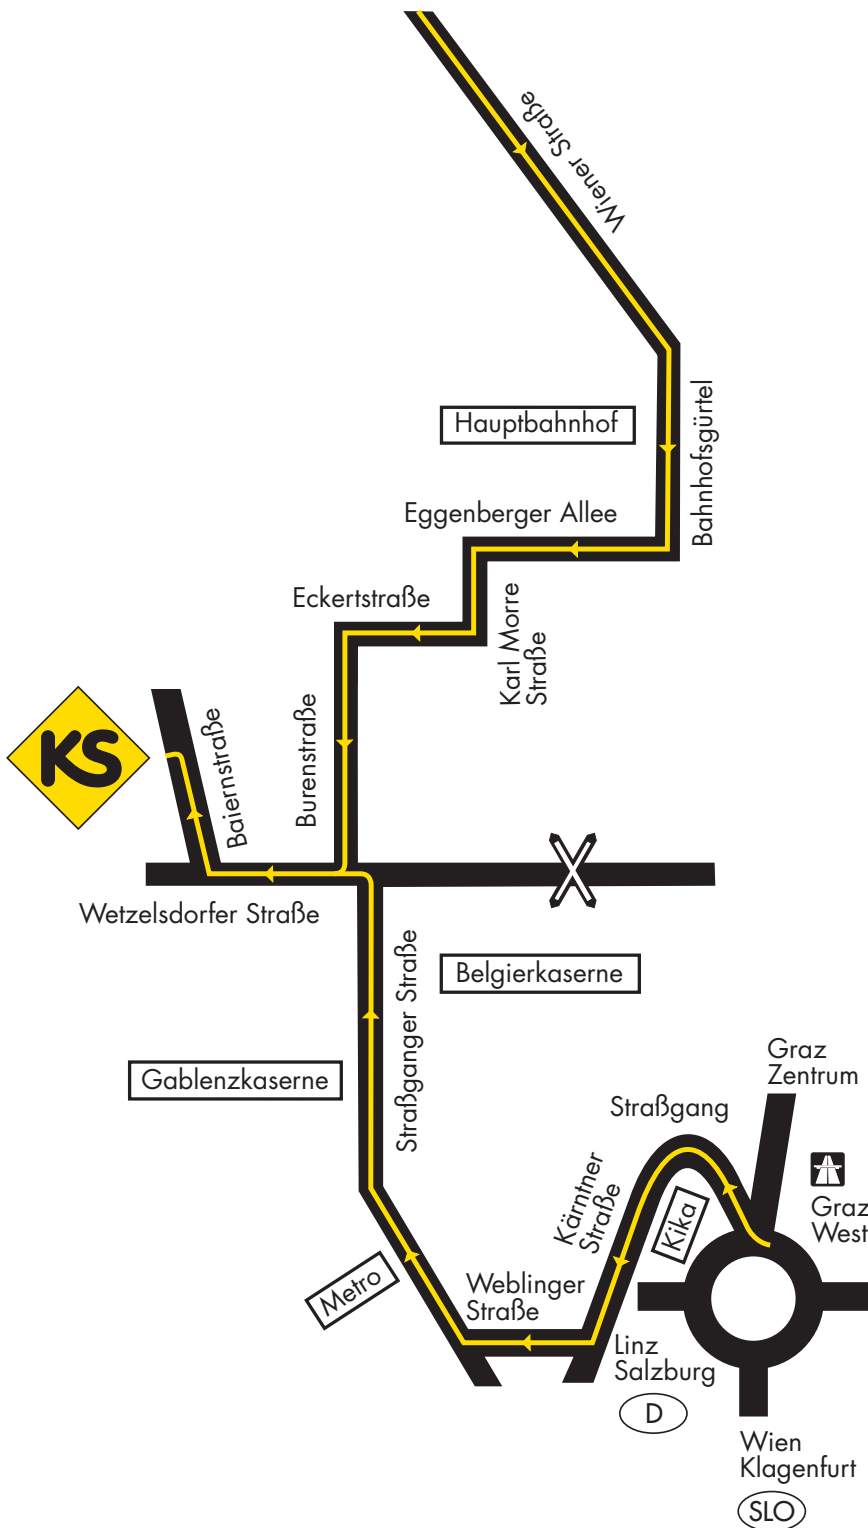 Wiener Straße
Hauptbahnhof
Bahnhofsgürtel
Eggenberger Allee
Eckertstraße
Karl Morre
Straße
KS
Baiernstraße
Burenstraße
Wetzelsdorfer Straße
Straßganger Straße
Belgierkaserne
Gablenzkaserne
Graz
Zentrum
Straßgang
Kärntner
Straße
Kika
Graz
West
Metro
Weblinger
Straße
Linz
Salzburg
D
Wien
Klagenfurt
SLO